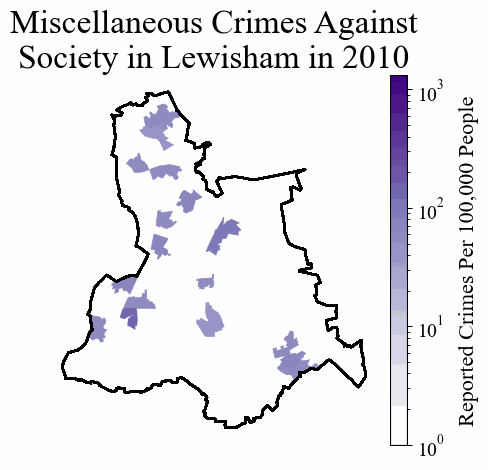 Miscellaneous Crimes Against
Society in Lewisham in 2010
10³
10²
10¹
10⁰
Reported Crimes Per 100,000 People